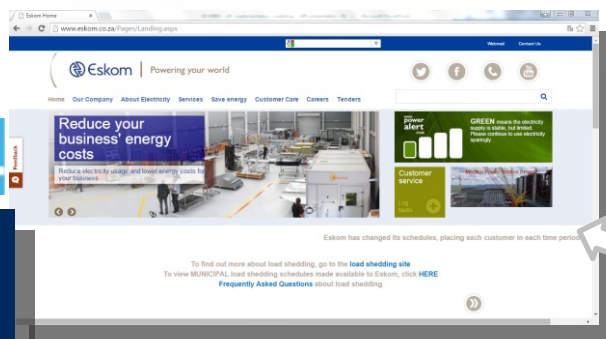 Eskom Home
www.eskom.co.za/Pages/Landing.aspx
Webmail Contact Us
Eskom Powering your world
Home Our Company About Electricity Services Save energy Customer Care Careers Tenders
Feedback
Reduce your
business' energy
costs
Reduce electricity usage and lower energy costs for
your business
power
alert
GREEN means the electricity
supply is stable, but limited.
Please continue to use electricity
sparingly.
Customer
service
Log
faults
Eskom has changed its schedules, placing each customer in each time period
To find out more about load shedding, go to the load shedding site
To view MUNICIPAL load shedding schedules made available to Eskom, click HERE
Frequently Asked Questions about load shedding